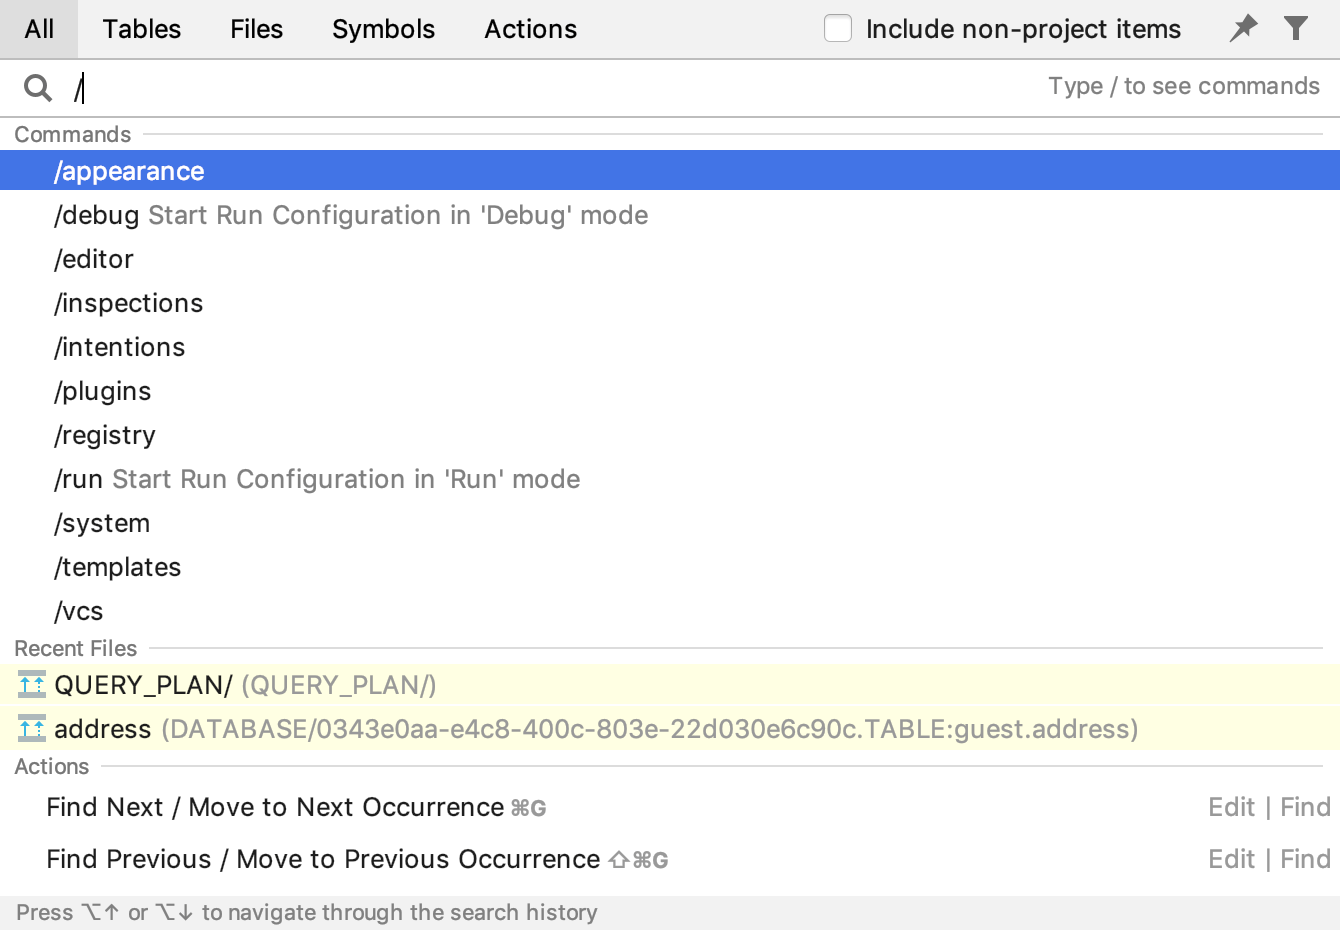 All Tables Files Symbols Actions Include non-project items
/ Type / to see commands
Commands
/appearance
/debug Start Run Configuration in 'Debug' mode
/editor
/inspections
/intentions
/plugins
/registry
/run Start Run Configuration in 'Run' mode
/system
/templates
/vcs
Recent Files
QUERY_PLAN/ (QUERY_PLAN/)
address (DATABASE/0343e0aa-e4c8-400c-803e-22d030e6c90c.TABLE:guest.address)
Actions
Find Next / Move to Next Occurrence ⌘G Edit | Find
Find Previous / Move to Previous Occurrence ⇧⌘G Edit | Find
Press ⌥↑ or ⌥↓ to navigate through the search history